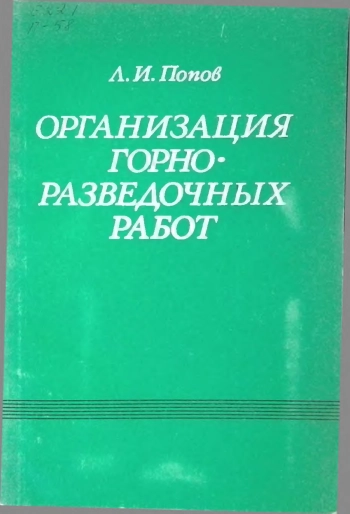 Л. И. Попов
ОРГАНИЗАЦИЯ
ГОРНО-
РАЗВЕДОЧНЫХ
РАБОТ